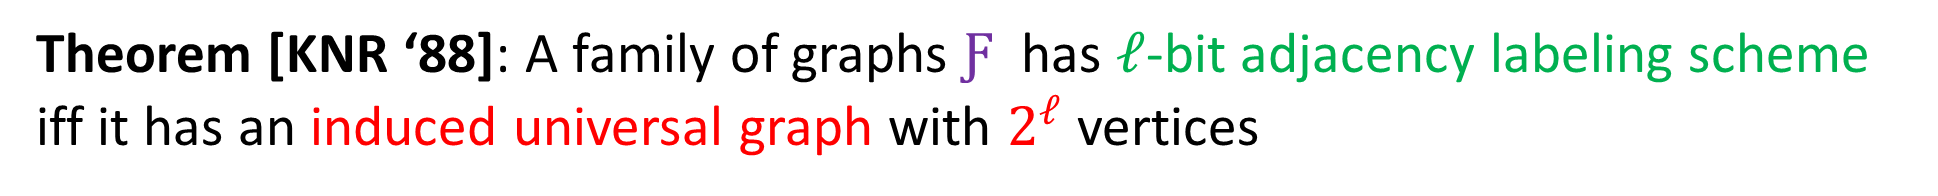 Theorem [KNR ‘88]: A family of graphs Ƒ has ℓ-bit adjacency labeling scheme
iff it has an induced universal graph with 2^ℓ vertices